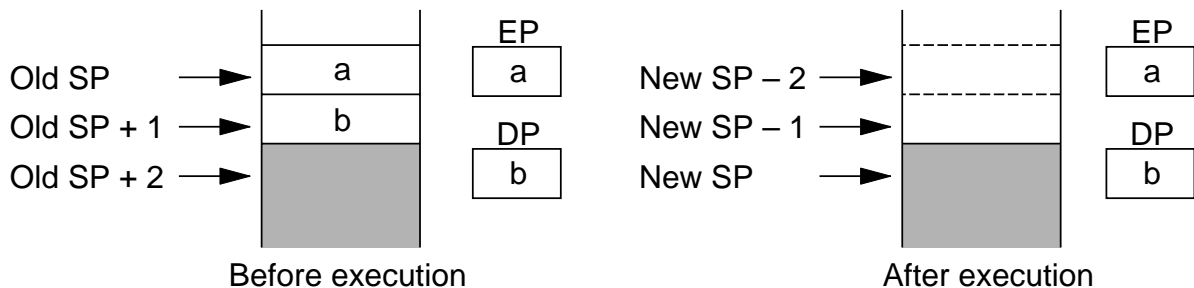 EP
Old SP a a
Old SP + 1 b
DP
Old SP + 2 b
Before execution
EP
New SP – 2 a
New SP – 1
DP
New SP b
After execution